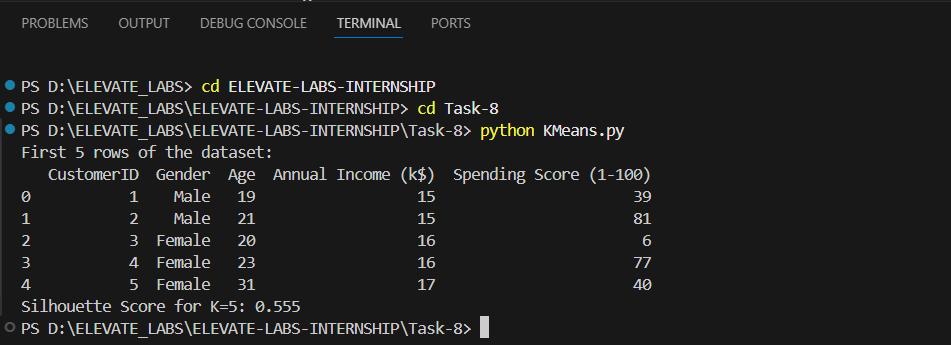 PROBLEMS OUTPUT DEBUG CONSOLE TERMINAL PORTS
PS D:\ELEVATE_LABS> cd ELEVATE-LABS-INTERNSHIP
PS D:\ELEVATE_LABS\ELEVATE-LABS-INTERNSHIP> cd Task-8
PS D:\ELEVATE_LABS\ELEVATE-LABS-INTERNSHIP\Task-8> python KMeans.py
First 5 rows of the dataset:
   CustomerID  Gender  Age  Annual Income (k$)  Spending Score (1-100)
0           1    Male   19                  15                      39
1           2    Male   21                  15                      81
2           3  Female   20                  16                       6
3           4  Female   23                  16                      77
4           5  Female   31                  17                      40
Silhouette Score for K=5: 0.555
PS D:\ELEVATE_LABS\ELEVATE-LABS-INTERNSHIP\Task-8>